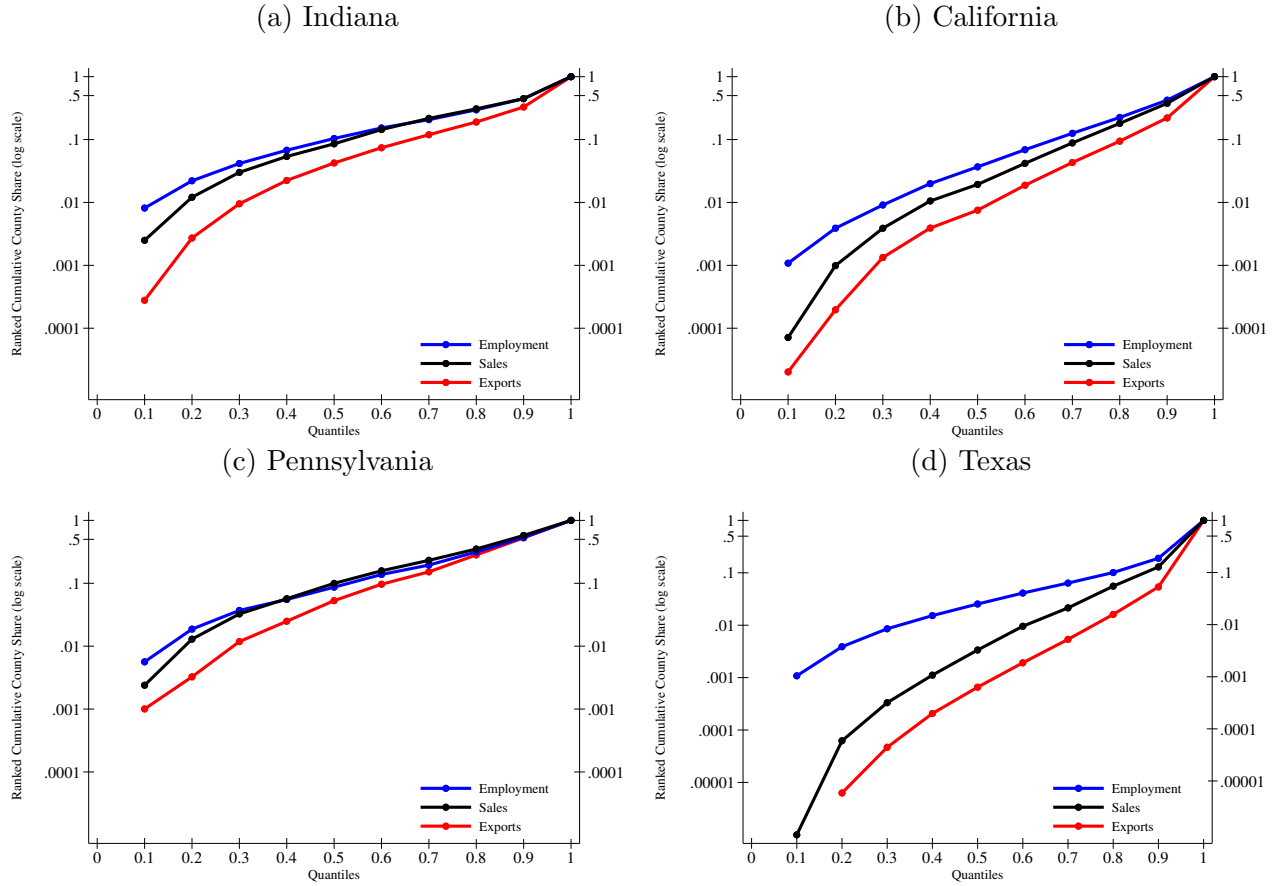 (a) Indiana
Ranked Cumulative County Share (log scale)
1
.5
.1
.01
.001
.0001
1
.5
.1
.01
.001
.0001
Employment
Sales
Exports
0 0.1 0.2 0.3 0.4 0.5 0.6 0.7 0.8 0.9 1
Quantiles
(b) California
Ranked Cumulative County Share (log scale)
1
.5
.1
.01
.001
.0001
1
.5
.1
.01
.001
.0001
Employment
Sales
Exports
0 0.1 0.2 0.3 0.4 0.5 0.6 0.7 0.8 0.9 1
Quantiles
(c) Pennsylvania
Ranked Cumulative County Share (log scale)
1
.5
.1
.01
.001
.0001
1
.5
.1
.01
.001
.0001
Employment
Sales
Exports
0 0.1 0.2 0.3 0.4 0.5 0.6 0.7 0.8 0.9 1
Quantiles
(d) Texas
Ranked Cumulative County Share (log scale)
1
.5
.1
.01
.001
.0001
.00001
1
.5
.1
.01
.001
.0001
.00001
Employment
Sales
Exports
0 0.1 0.2 0.3 0.4 0.5 0.6 0.7 0.8 0.9 1
Quantiles